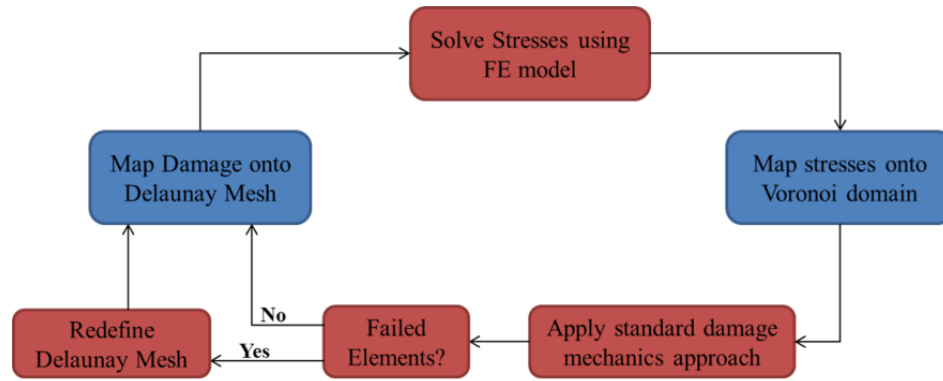 Solve Stresses using
FE model
Map Damage onto
Delaunay Mesh
Map stresses onto
Voronoi domain
No
Redefine
Delaunay Mesh
Yes
Failed
Elements?
Apply standard damage
mechanics approach